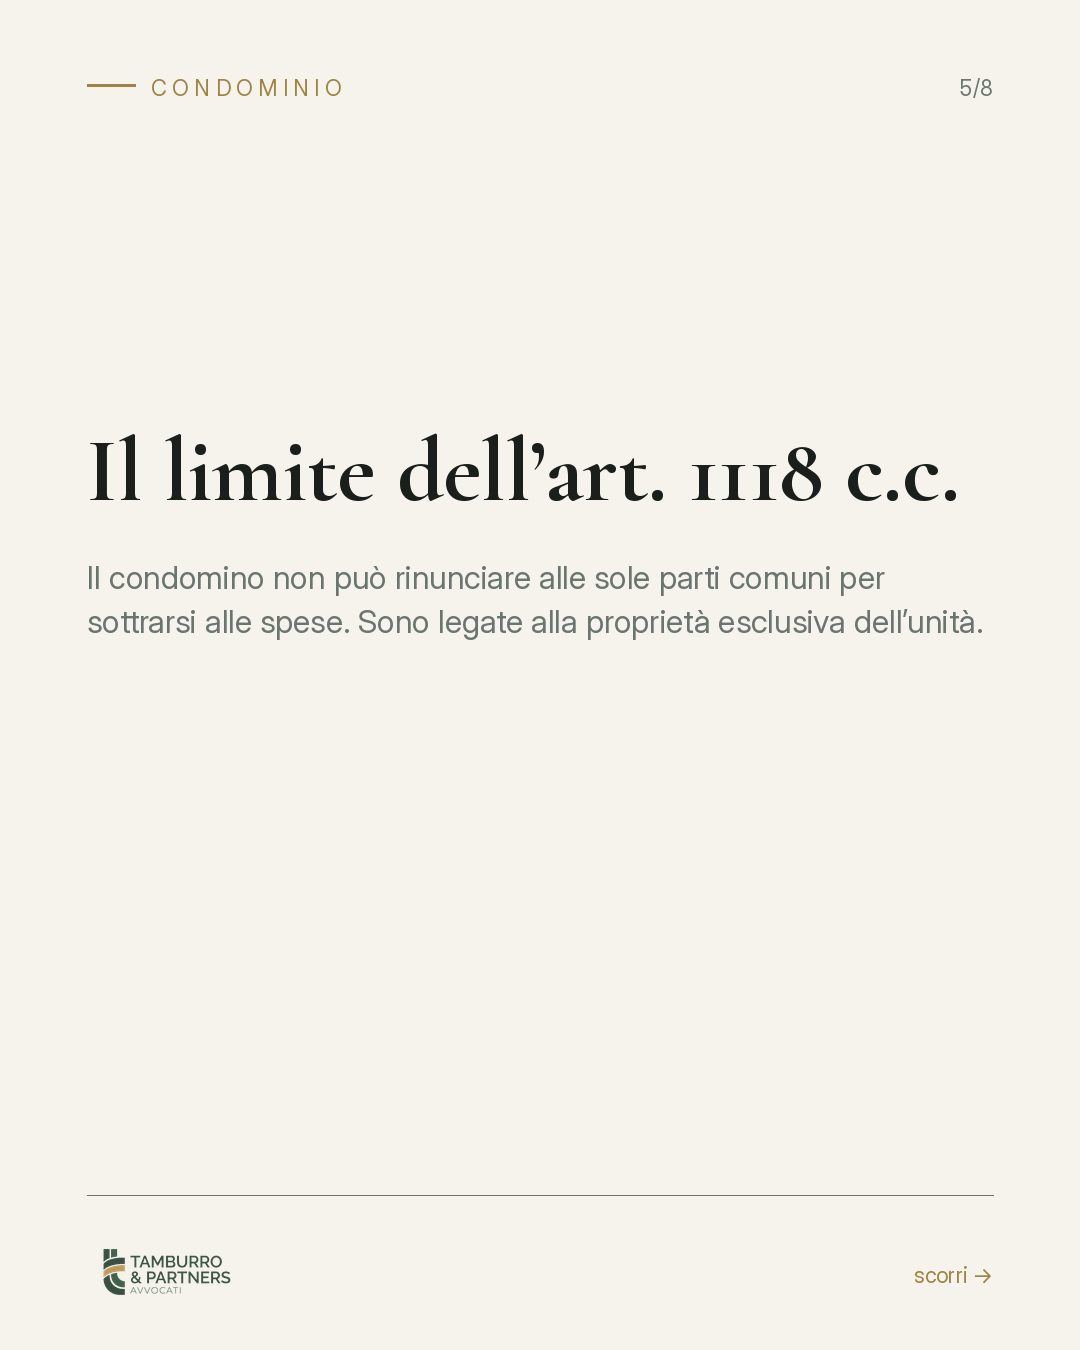 CONDOMINIO
5/8
Il limite dell’art. 1118 c.c.
Il condomino non può rinunciare alle sole parti comuni per
sottrarsi alle spese. Sono legate alla proprietà esclusiva dell’unità.
TAMBURRO
& PARTNERS
AVVOCATI
scorri →